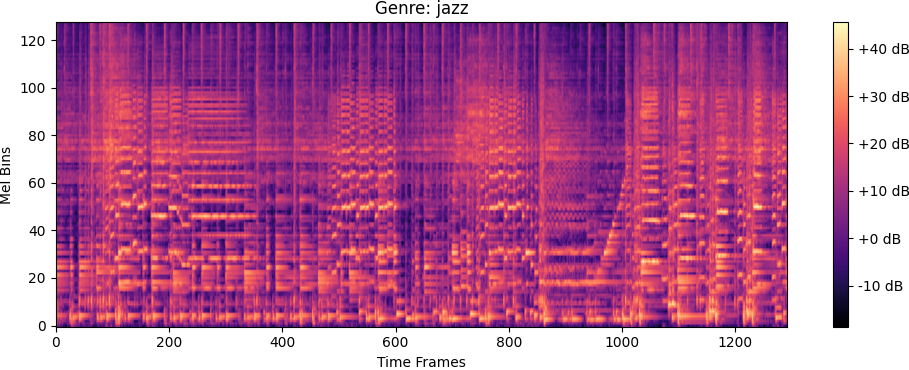 Genre: jazz
Mel Bins
120
100
80
60
40
20
0
0 200 400 600 800 1000 1200
Time Frames
+40 dB
+30 dB
+20 dB
+10 dB
+0 dB
-10 dB